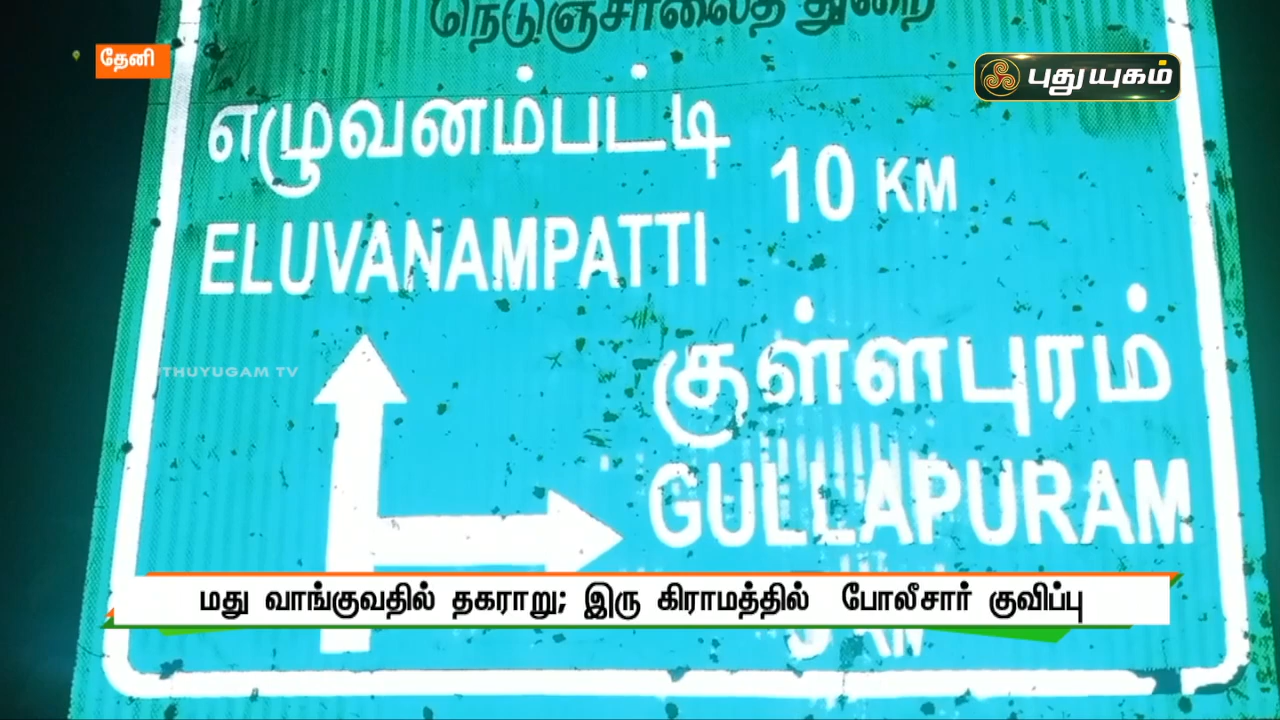 நெடுஞ்சாலைத் துறை
தேனி
புதுயுகம்
எழுவனம்பட்டி
10 KM
ELUVANAMPATTI
குள்ளபுரம்
THUYUGAM TV
GULLAPURAM
மது வாங்குவதில் தகராறு; இரு கிராமத்தில் போலீசார் குவிப்பு